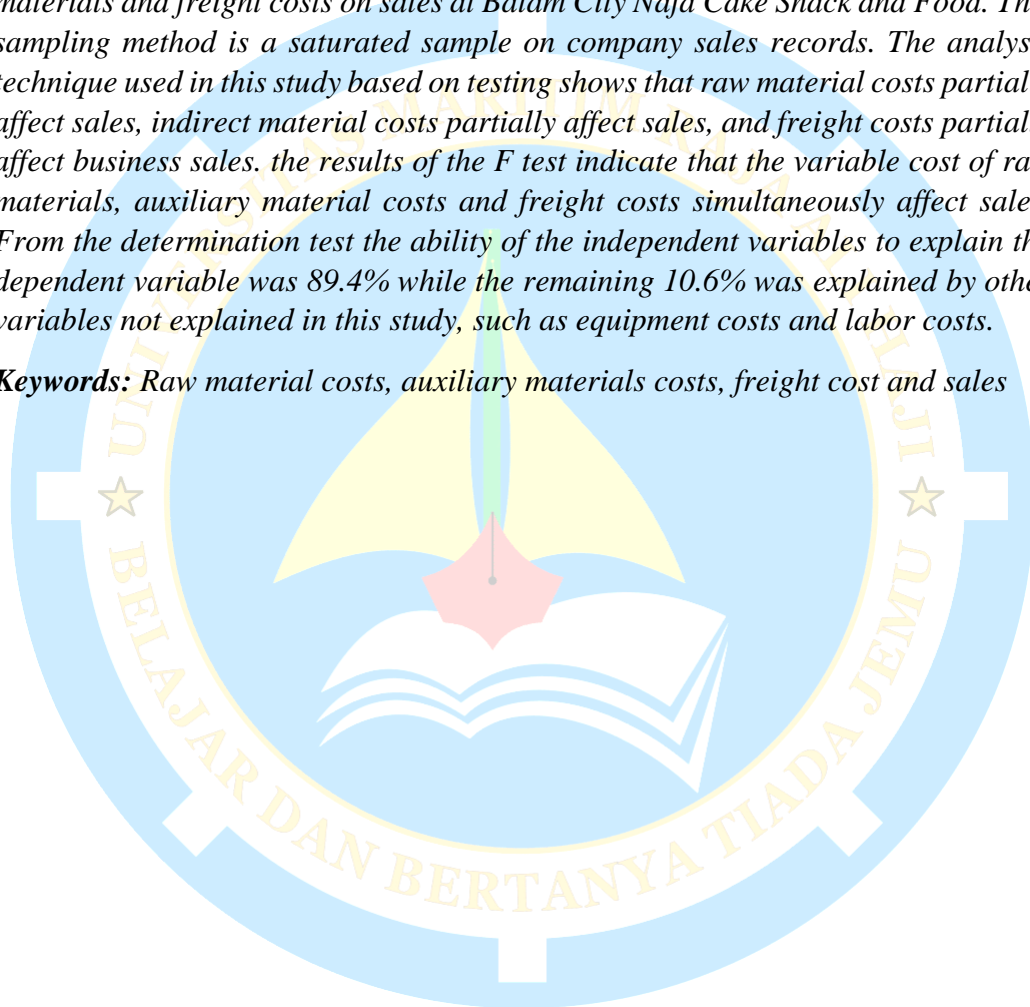 materials and freight costs on sales at Batam City Naja Cake Snack and Food. Th
sampling method is a saturated sample on company sales records. The analys
technique used in this study based on testing shows that raw material costs partial
affect sales, indirect material costs partially affect sales, and freight costs partial
affect business sales. the results of the F test indicate that the variable cost of ra
materials, auxiliary material costs and freight costs simultaneously affect sale
From the determination test the ability of the independent variables to explain th
dependent variable was 89.4% while the remaining 10.6% was explained by othe
variables not explained in this study, such as equipment costs and labor costs.
Keywords: Raw material costs, auxiliary materials costs, freight cost and sales
UNIVERSITAS MARITIM RAJA ALI HAJI
BELAJAR DAN BERTANYA TIADA JEMU